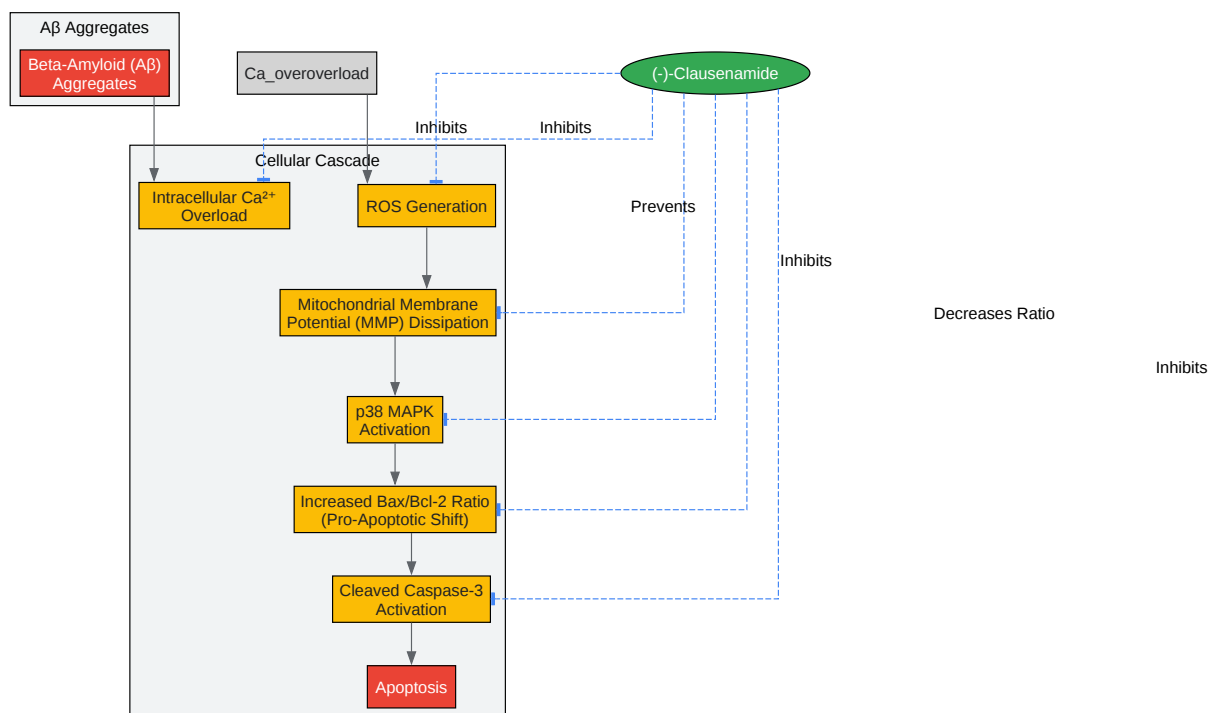 Aβ Aggregates
Beta-Amyloid (Aβ)
Aggregates
Ca_overoverload
(-)-Clausenamide
Inhibits
Inhibits
Cellular Cascade
Intracellular Ca²⁺
Overload
ROS Generation
Prevents
Inhibits
Mitochondrial Membrane
Potential (MMP) Dissipation
Decreases Ratio
Inhibits
p38 MAPK
Activation
Increased Bax/Bcl-2 Ratio
(Pro-Apoptotic Shift)
Cleaved Caspase-3
Activation
Apoptosis